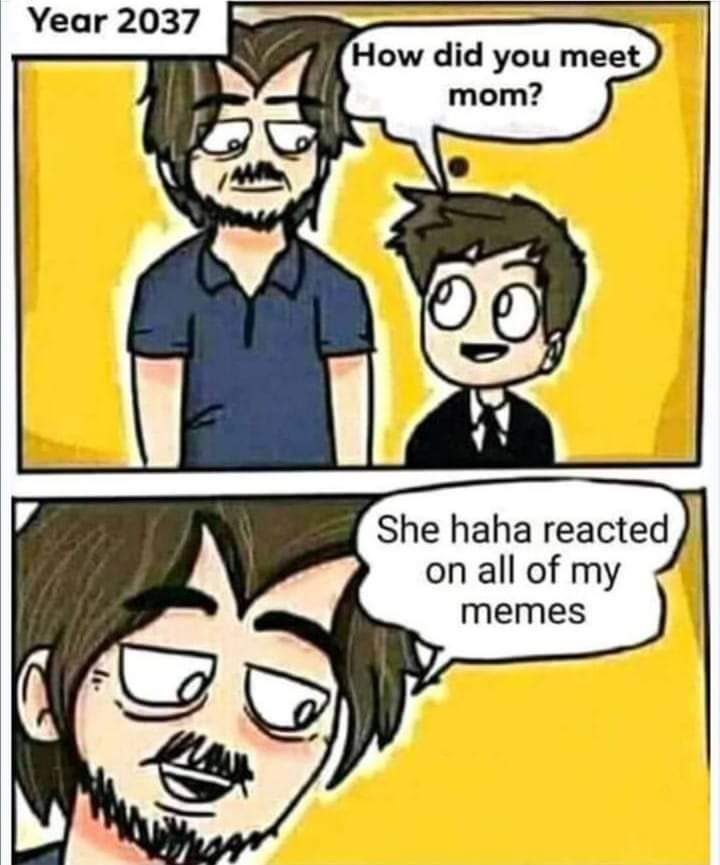 Year 2037
How did you meet
mom?
She haha reacted
on all of my
memes